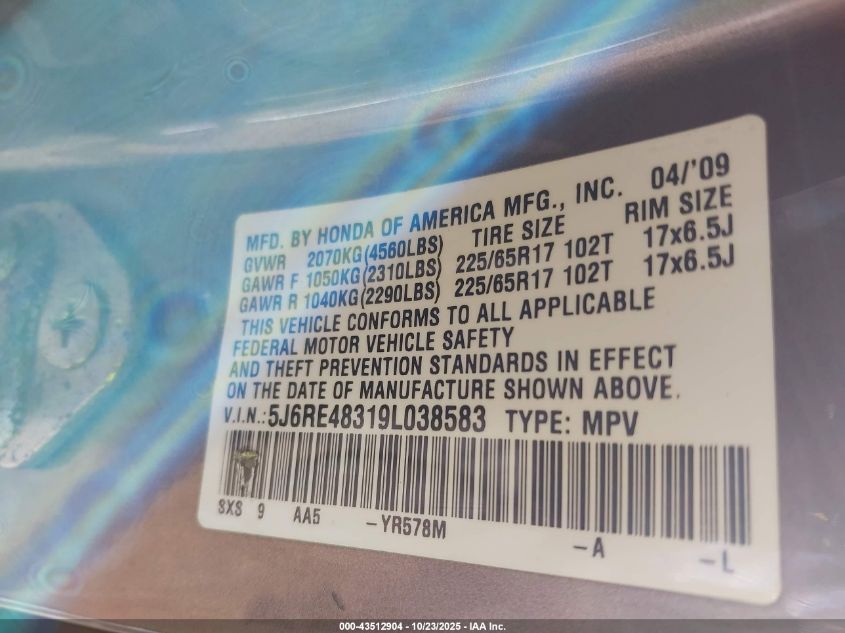 MFD. BY HONDA OF AMERICA MFG., INC. 04/'09
GVWR 2070KG(4560LBS) TIRE SIZE RIM SIZE
GAWR F 1050KG(2310LBS) 225/65R17 102T 17x6.5J
GAWR R 1040KG(2290LBS) 225/65R17 102T 17x6.5J
THIS VEHICLE CONFORMS TO ALL APPLICABLE
FEDERAL MOTOR VEHICLE SAFETY
AND THEFT PREVENTION STANDARDS IN EFFECT
ON THE DATE OF MANUFACTURE SHOWN ABOVE.
V.I.N.:5J6RE48319L038583 TYPE: MPV
SXS 9 AA5 -YR578M -A -L
000-43512904 - 10/23/2025 - IAA Inc.